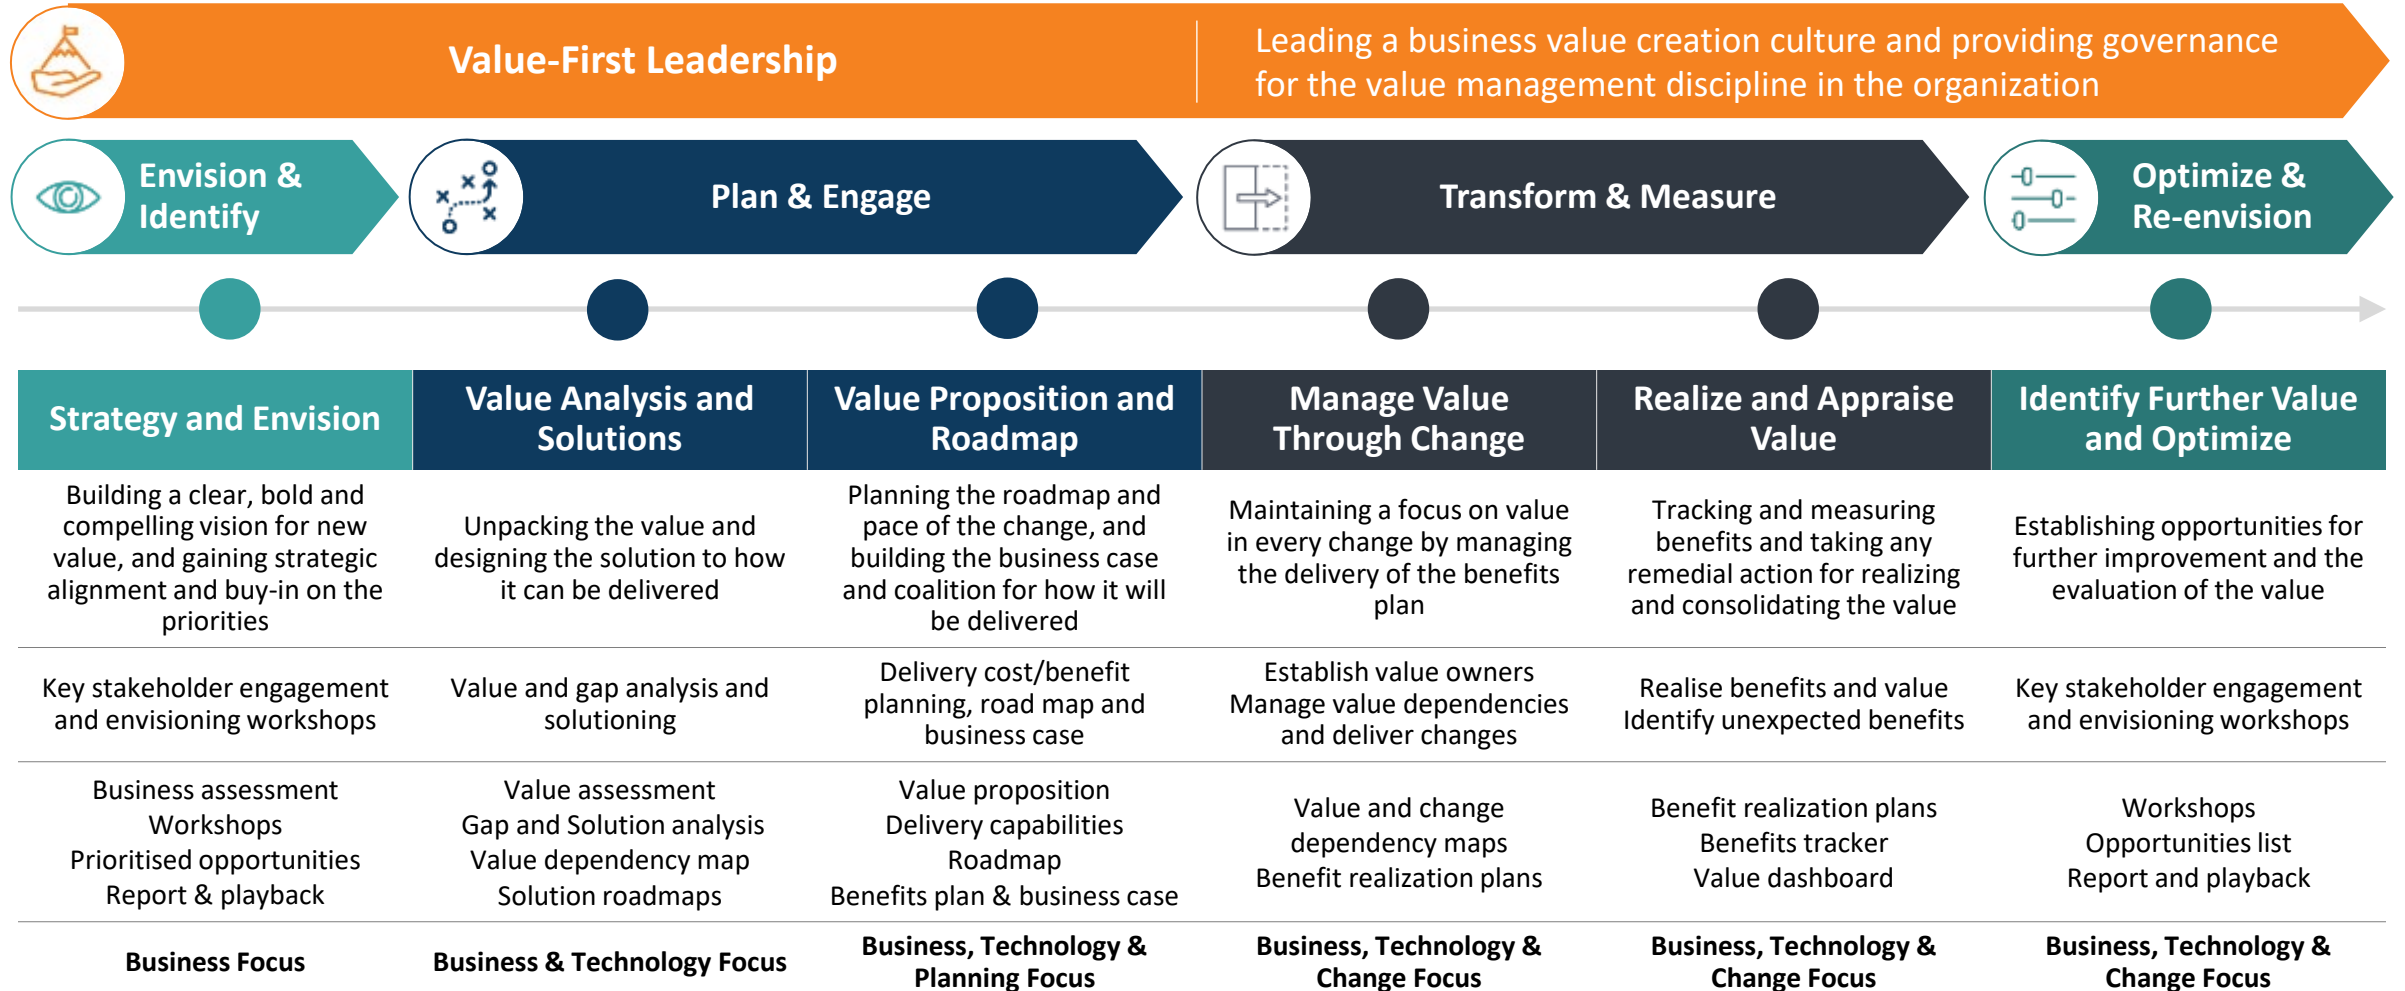 Value-First Leadership
Leading a business value creation culture and providing governance
for the value management discipline in the organization
Envision &
Identify
Plan & Engage
Transform & Measure
Optimize &
Re-envision
Strategy and Envision
Value Analysis and
Solutions
Value Proposition and
Roadmap
Manage Value
Through Change
Realize and Appraise
Value
Identify Further Value
and Optimize
Building a clear, bold and
compelling vision for new
value, and gaining strategic
alignment and buy-in on the
priorities
Unpacking the value and
designing the solution to how
it can be delivered
Planning the roadmap and
pace of the change, and
building the business case
and coalition for how it will
be delivered
Maintaining a focus on value
in every change by managing
the delivery of the benefits
plan
Tracking and measuring
benefits and taking any
remedial action for realizing
and consolidating the value
Establishing opportunities for
further improvement and the
evaluation of the value
Key stakeholder engagement
and envisioning workshops
Value and gap analysis and
solutioning
Delivery cost/benefit
planning, road map and
business case
Establish value owners
Manage value dependencies
and deliver changes
Realise benefits and value
Identify unexpected benefits
Key stakeholder engagement
and envisioning workshops
Business assessment
Workshops
Prioritised opportunities
Report & playback
Value assessment
Gap and Solution analysis
Value dependency map
Solution roadmaps
Value proposition
Delivery capabilities
Roadmap
Benefits plan & business case
Value and change
dependency maps
Benefit realization plans
Benefit realization plans
Benefits tracker
Value dashboard
Workshops
Opportunities list
Report and playback
Business Focus
Business & Technology Focus
Business, Technology &
Planning Focus
Business, Technology &
Change Focus
Business, Technology &
Change Focus
Business, Technology &
Change Focus